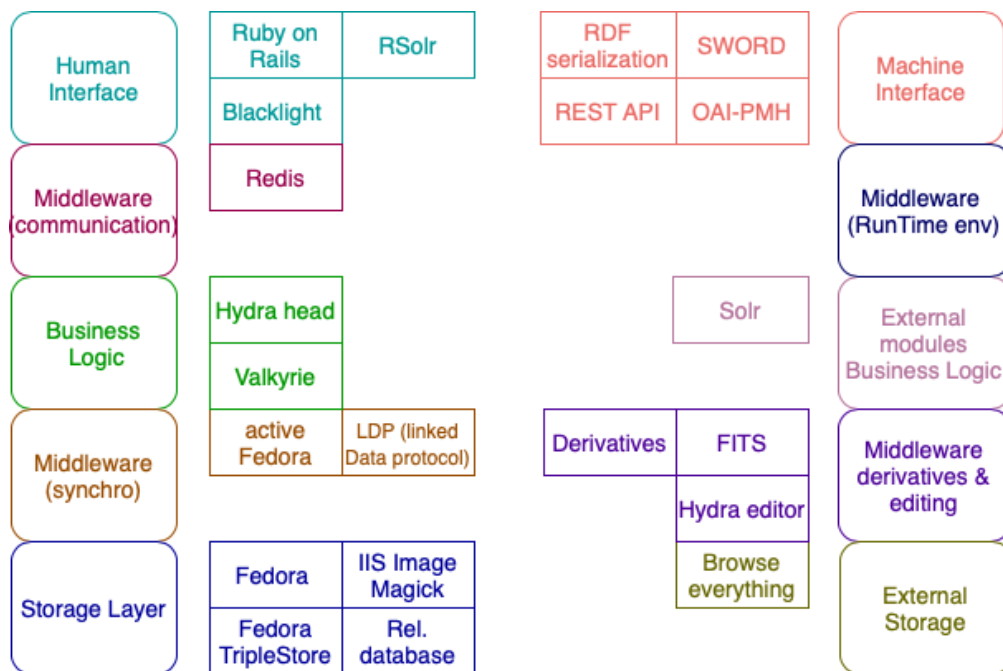 Human
Interface
Ruby on
Rails
RSolr
Blacklight
RDF
serialization
SWORD
REST API
OAI-PMH
Machine
Interface
Middleware
(communication)
Redis
Middleware
(RunTime env)
Business
Logic
Hydra head
Valkyrie
Solr
External
modules
Business Logic
Middleware
(synchro)
active
Fedora
LDP (linked
Data protocol)
Derivatives
FITS
Hydra editor
Middleware
derivatives &
editing
Storage Layer
Fedora
IIS Image
Magick
Fedora
TripleStore
Rel.
database
Browse
everything
External
Storage